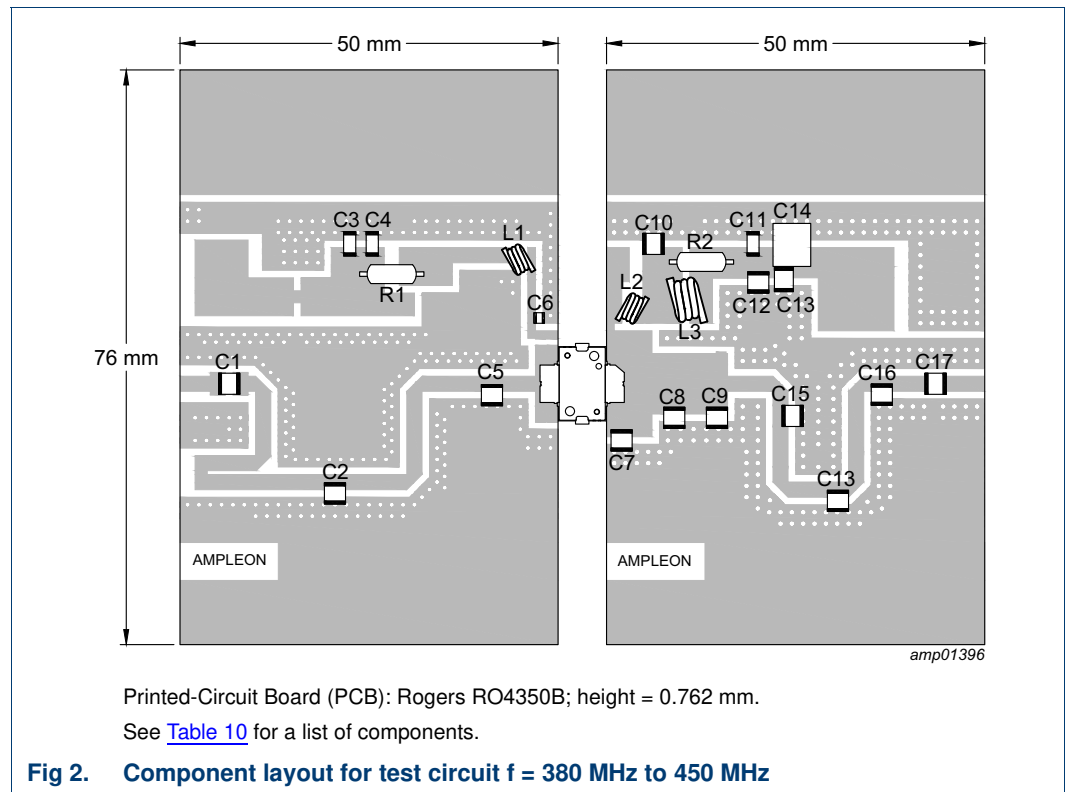 50 mm
50 mm
76 mm
C3
C4
L1
R1
C6
C1
C5
C2
AMPLEON
C10
C11
C14
R2
L2
L3
C12
C13
C8
C9
C7
C15
C16
C17
C13
AMPLEON
amp01396
Printed-Circuit Board (PCB): Rogers RO4350B; height = 0.762 mm.
See Table 10 for a list of components.
Fig 2. Component layout for test circuit f = 380 MHz to 450 MHz